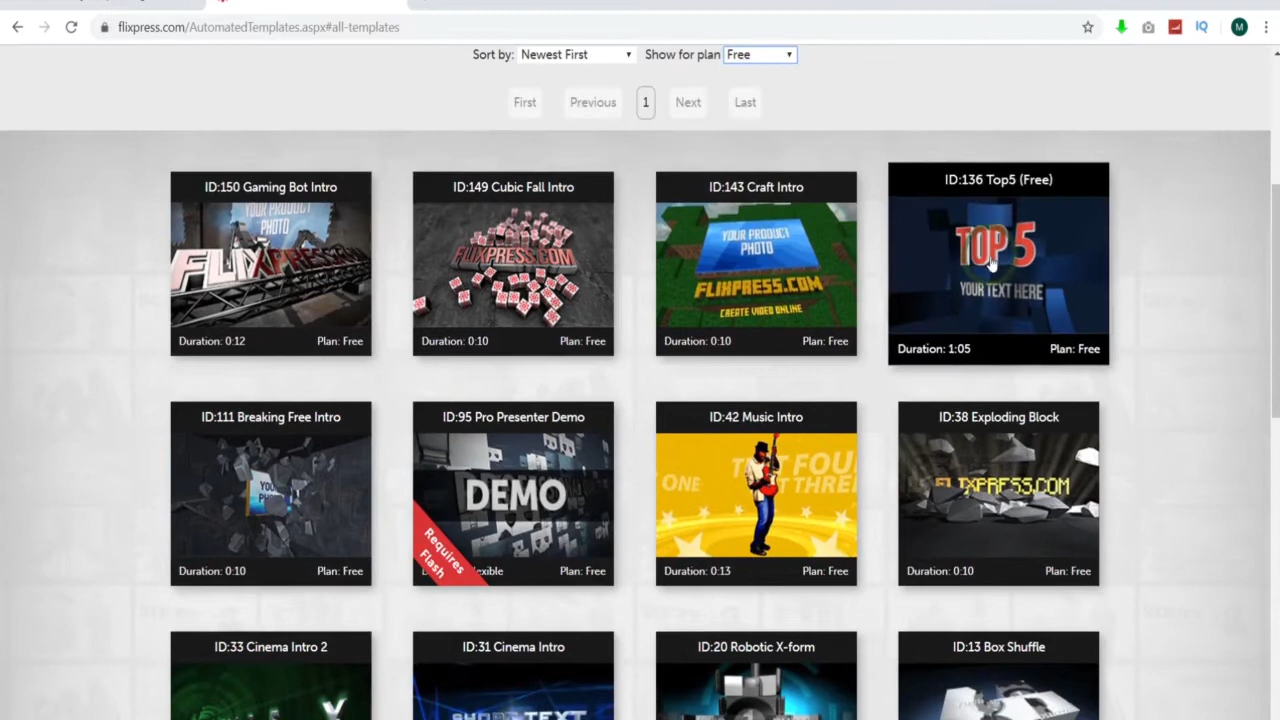 flixpress.com/AutomatedTemplates.aspx#all-templates
IQ
M
Sort by: Newest First Show for plan Free
First Previous 1 Next Last
ID:150 Gaming Bot Intro
YOUR PRODUCT
PHOTO
Duration: 0:12 Plan: Free
ID:149 Cubic Fall Intro
FLIXPRESS.COM
Duration: 0:10 Plan: Free
ID:143 Craft Intro
YOUR PRODUCT
PHOTO
FLIXPRESS.COM
CREATE VIDEO ONLINE
Duration: 0:10 Plan: Free
ID:136 Top5 (Free)
TOP 5
YOUR TEXT HERE
Duration: 1:05 Plan: Free
ID:111 Breaking Free Intro
Duration: 0:10 Plan: Free
ID:95 Pro Presenter Demo
DEMO
Requires
Flash
exible Plan: Free
ID:42 Music Intro
ONE
Duration: 0:13 Plan: Free
ID:38 Exploding Block
FLIXPRESS.COM
Duration: 0:10 Plan: Free
ID:33 Cinema Intro 2
ID:31 Cinema Intro
SHORT TEXT
ID:20 Robotic X-form
ID:13 Box Shuffle